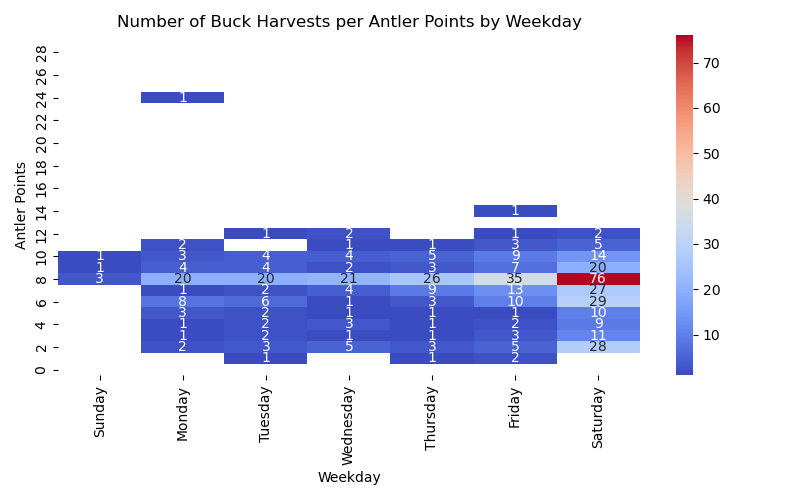 Number of Buck Harvests per Antler Points by Weekday
28
26
24 1
22
20
18
16
14 1
12 1 2 1 2
2 1 1 3 5
10 1 3 4 4 5 9 14
1 4 4 2 3 7 20
8 3 20 20 21 26 35 76
1 2 4 9 13 27
6 8 6 1 3 10 29
3 2 1 1 1 10
4 1 2 3 1 2 9
1 2 1 1 3 11
2 2 3 5 3 5 28
1 1 2
0
Antler Points
Sunday
Monday
Tuesday
Wednesday
Thursday
Friday
Saturday
Weekday
70
60
50
40
30
20
10